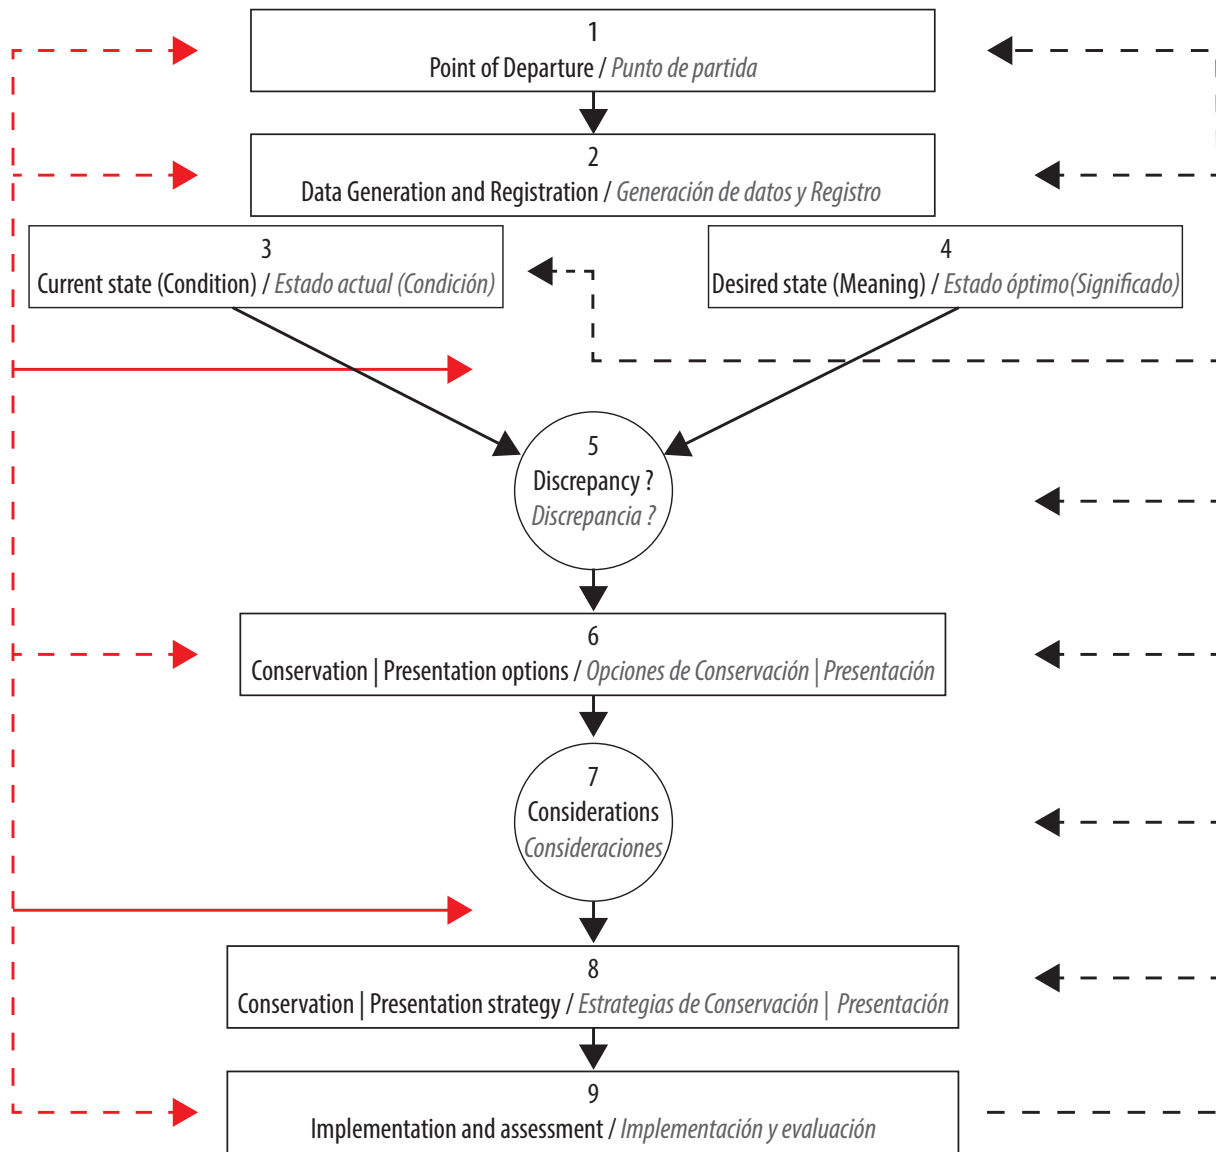 1
Point of Departure / Punto de partida
2
Data Generation and Registration / Generación de datos y Registro
3
Current state (Condition) / Estado actual (Condición)
4
Desired state (Meaning) / Estado óptimo(Significado)
5
Discrepancy ?
Discrepancia ?
6
Conservation | Presentation options / Opciones de Conservación | Presentación
7
Considerations
Consideraciones
8
Conservation | Presentation strategy / Estrategias de Conservación | Presentación
9
Implementation and assessment / Implementación y evaluación